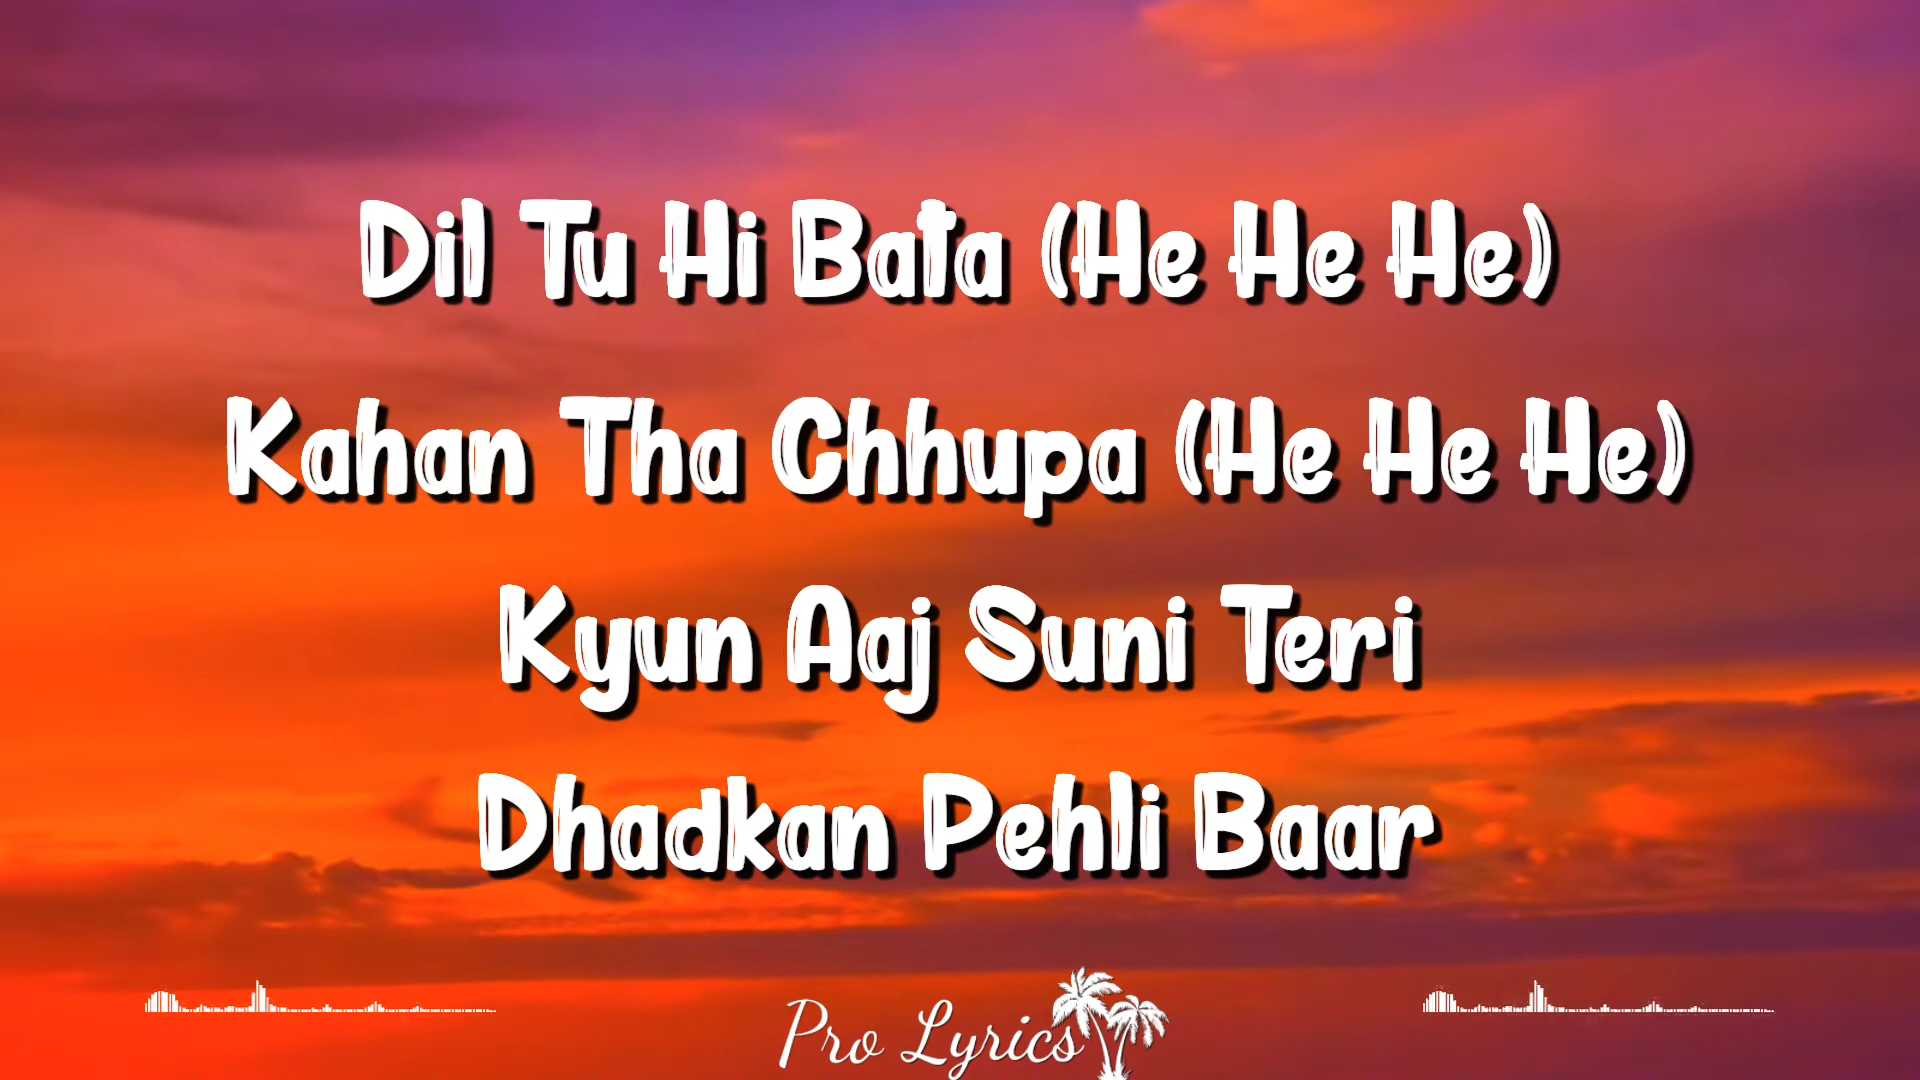 Dil Tu Hi Bata (He He He)
Kahan Tha Chhupa (He He He)
Kyun Aaj Suni Teri
Dhadkan Pehli Baar
Pro Lyrics